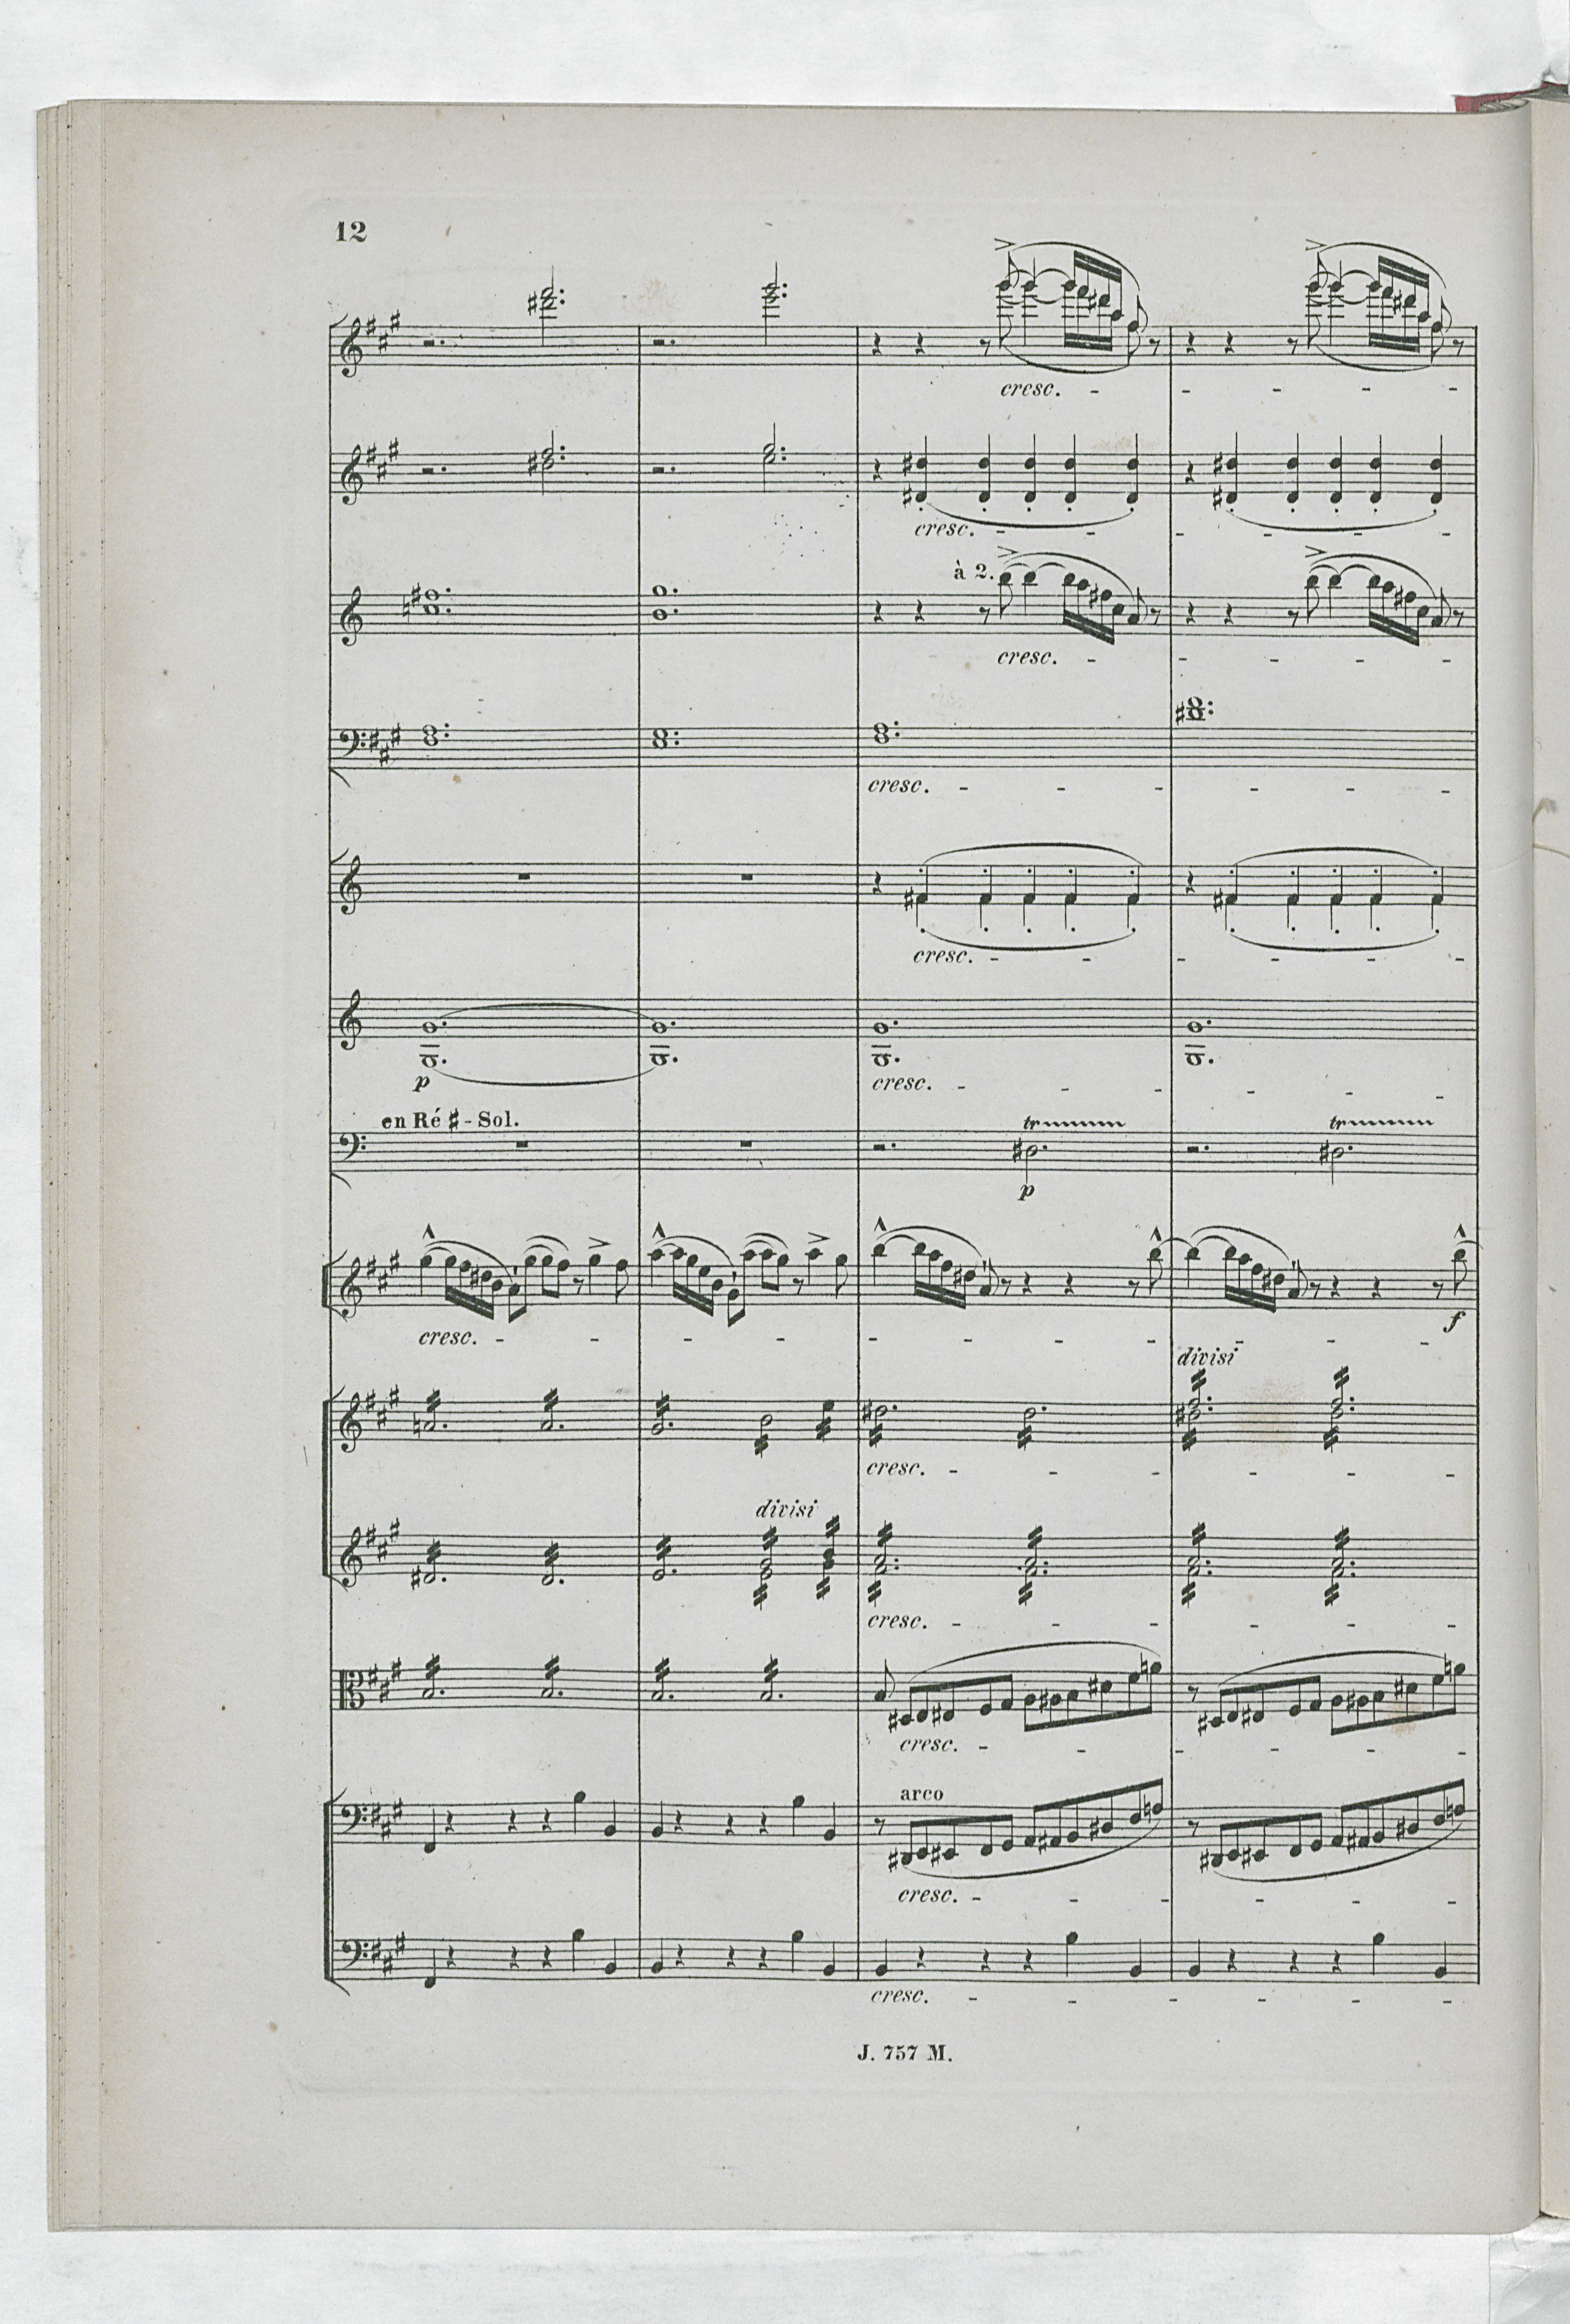 12
cresc.
cresc.
à 2.
cresc.
cresc.
cresc.
p
cresc.
en Ré ♯ - Sol.
tr
tr
p
cresc.
f
divisi
cresc.
divisi
cresc.
cresc.
arco
cresc.
cresc.
J. 757 M.